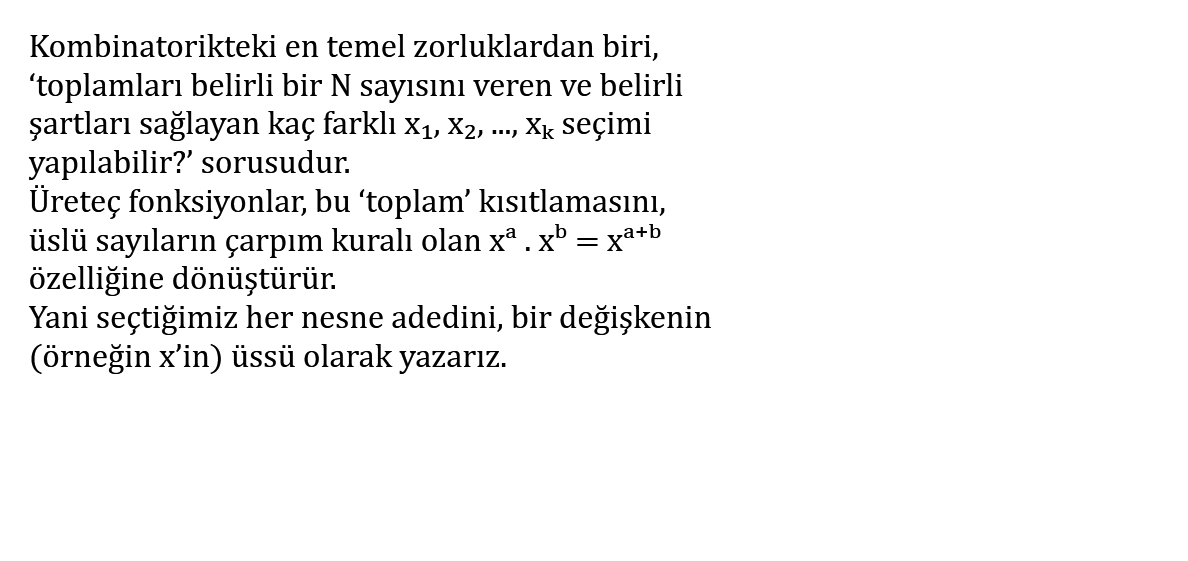 Kombinatorikteki en temel zorluklardan biri,
‘toplamları belirli bir N sayısını veren ve belirli
şartları sağlayan kaç farklı x₁, x₂, ..., xₖ seçimi
yapılabilir?’ sorusudur.
Üreteç fonksiyonlar, bu ‘toplam’ kısıtlamasını,
üslü sayıların çarpım kuralı olan xᵃ . xᵇ = xᵃ⁺ᵇ
özelliğine dönüştürür.
Yani seçtiğimiz her nesne adedini, bir değişkenin
(örneğin x’in) üssü olarak yazarız.